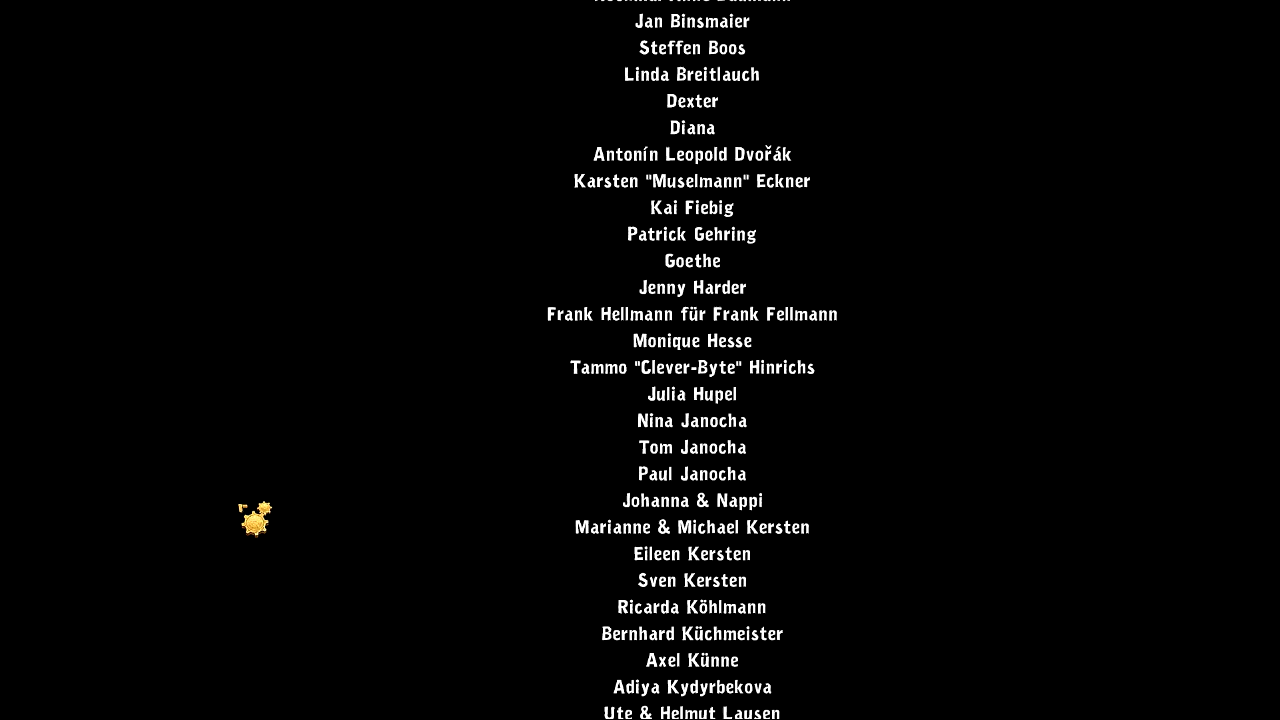 Jan Binsmaier
Steffen Boos
Linda Breitlauch
Dexter
Diana
Antonín Leopold Dvořák
Karsten "Muselmann" Eckner
Kai Fiebig
Patrick Gehring
Goethe
Jenny Harder
Frank Hellmann für Frank Fellmann
Monique Hesse
Tammo "Clever-Byte" Hinrichs
Julia Hupel
Nina Janocha
Tom Janocha
Paul Janocha
Johanna & Nappi
Marianne & Michael Kersten
Eileen Kersten
Sven Kersten
Ricarda Köhlmann
Bernhard Küchmeister
Axel Künne
Adiya Kydyrbekova
Ute & Helmut Lausen